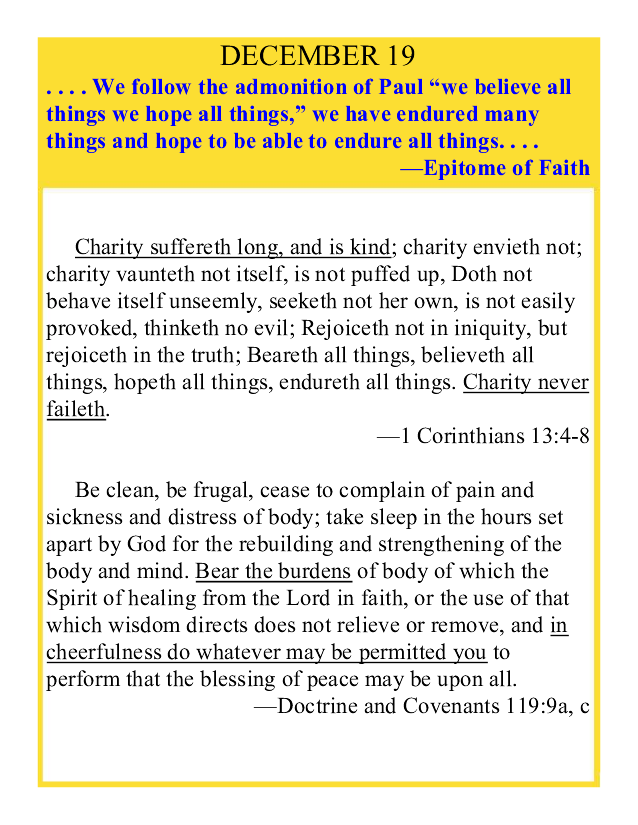 DECEMBER 19
. . . . We follow the admonition of Paul “we believe all
things we hope all things,” we have endured many
things and hope to be able to endure all things. . . .
—Epitome of Faith
Charity suffereth long, and is kind; charity envieth not;
charity vaunteth not itself, is not puffed up, Doth not
behave itself unseemly, seeketh not her own, is not easily
provoked, thinketh no evil; Rejoiceth not in iniquity, but
rejoiceth in the truth; Beareth all things, believeth all
things, hopeth all things, endureth all things. Charity never
faileth.
—1 Corinthians 13:4-8
Be clean, be frugal, cease to complain of pain and
sickness and distress of body; take sleep in the hours set
apart by God for the rebuilding and strengthening of the
body and mind. Bear the burdens of body of which the
Spirit of healing from the Lord in faith, or the use of that
which wisdom directs does not relieve or remove, and in
cheerfulness do whatever may be permitted you to
perform that the blessing of peace may be upon all.
—Doctrine and Covenants 119:9a, c